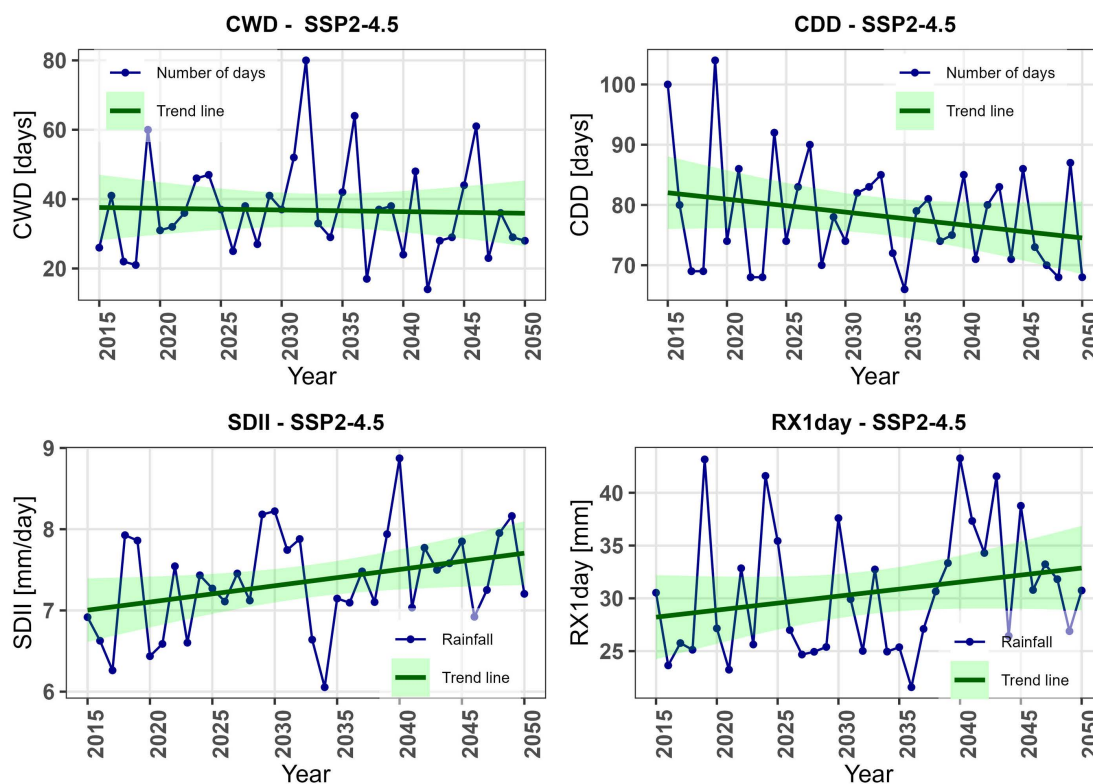 CWD - SSP2-4.5
CWD [days]
80
60
40
20
Number of days
Trend line
2015
2020
2025
2030
2035
2040
2045
2050
Year
CDD - SSP2-4.5
CDD [days]
100
90
80
70
Number of days
Trend line
2015
2020
2025
2030
2035
2040
2045
2050
Year
SDII - SSP2-4.5
SDII [mm/day]
9
8
7
6
Rainfall
Trend line
2015
2020
2025
2030
2035
2040
2045
2050
Year
RX1day - SSP2-4.5
RX1day [mm]
40
35
30
25
Rainfall
Trend line
2015
2020
2025
2030
2035
2040
2045
2050
Year